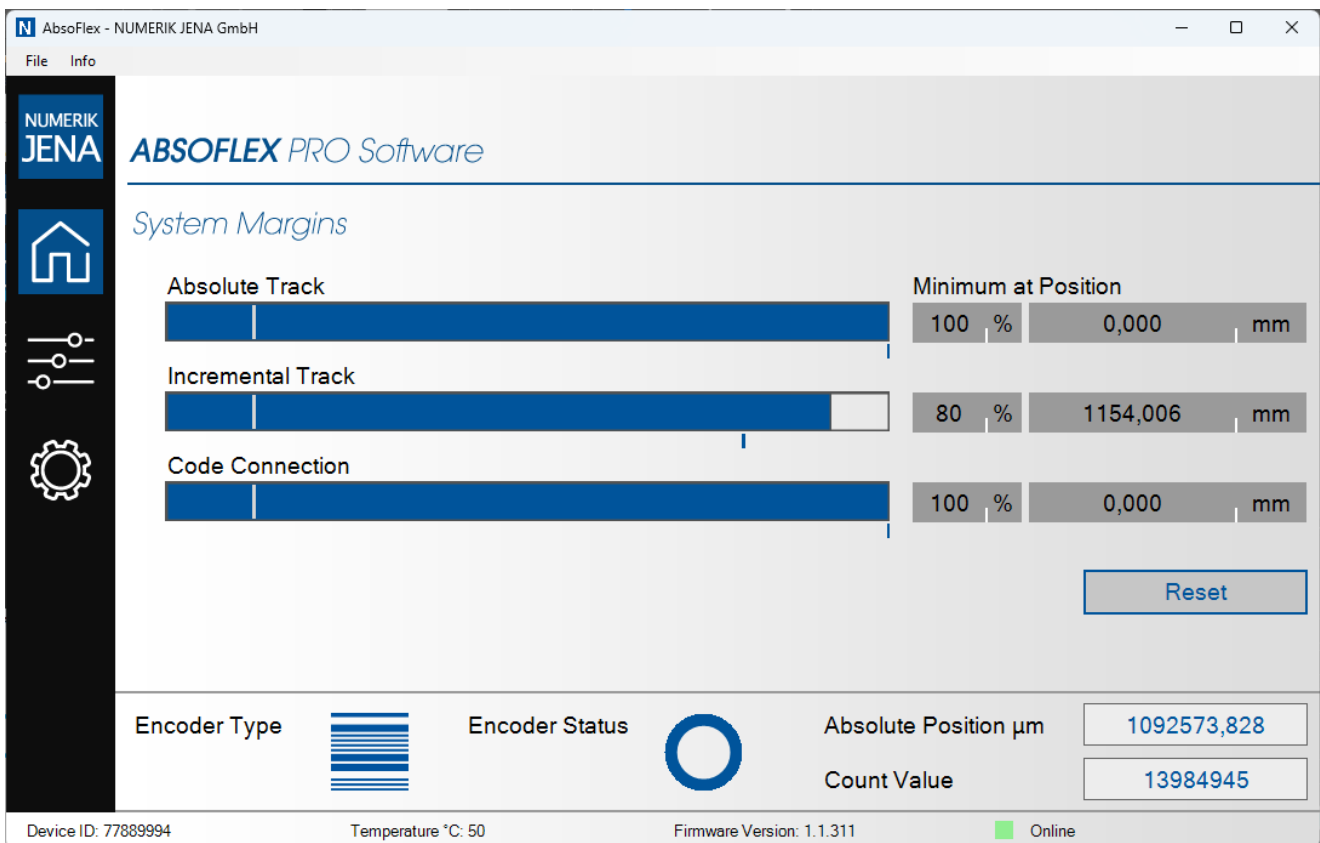 AbsoFlex - NUMERIK JENA GmbH
File Info
NUMERIK
JENA
ABSOFLEX PRO Software
System Margins
Absolute Track Minimum at Position
100 % 0,000 mm
Incremental Track
80 % 1154,006 mm
Code Connection
100 % 0,000 mm
Reset
Encoder Type Encoder Status Absolute Position µm 1092573,828
Count Value 13984945
Device ID: 77889994 Temperature °C: 50 Firmware Version: 1.1.311 Online